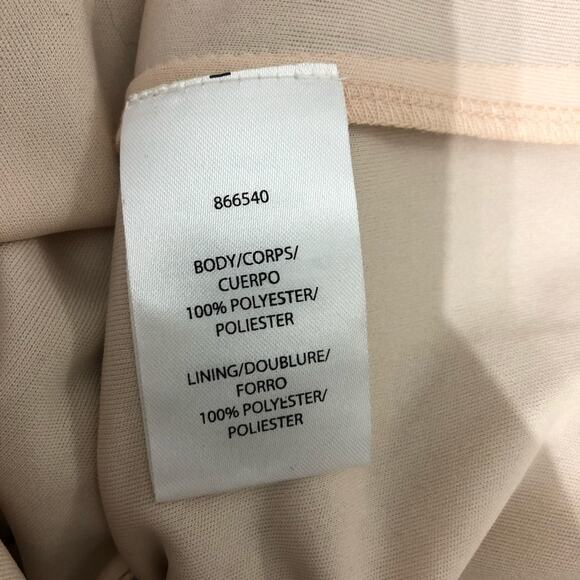 866540
BODY/CORPS/
CUERPO
100% POLYESTER/
POLIESTER
LINING/DOUBLURE/
FORRO
100% POLYESTER/
POLIESTER